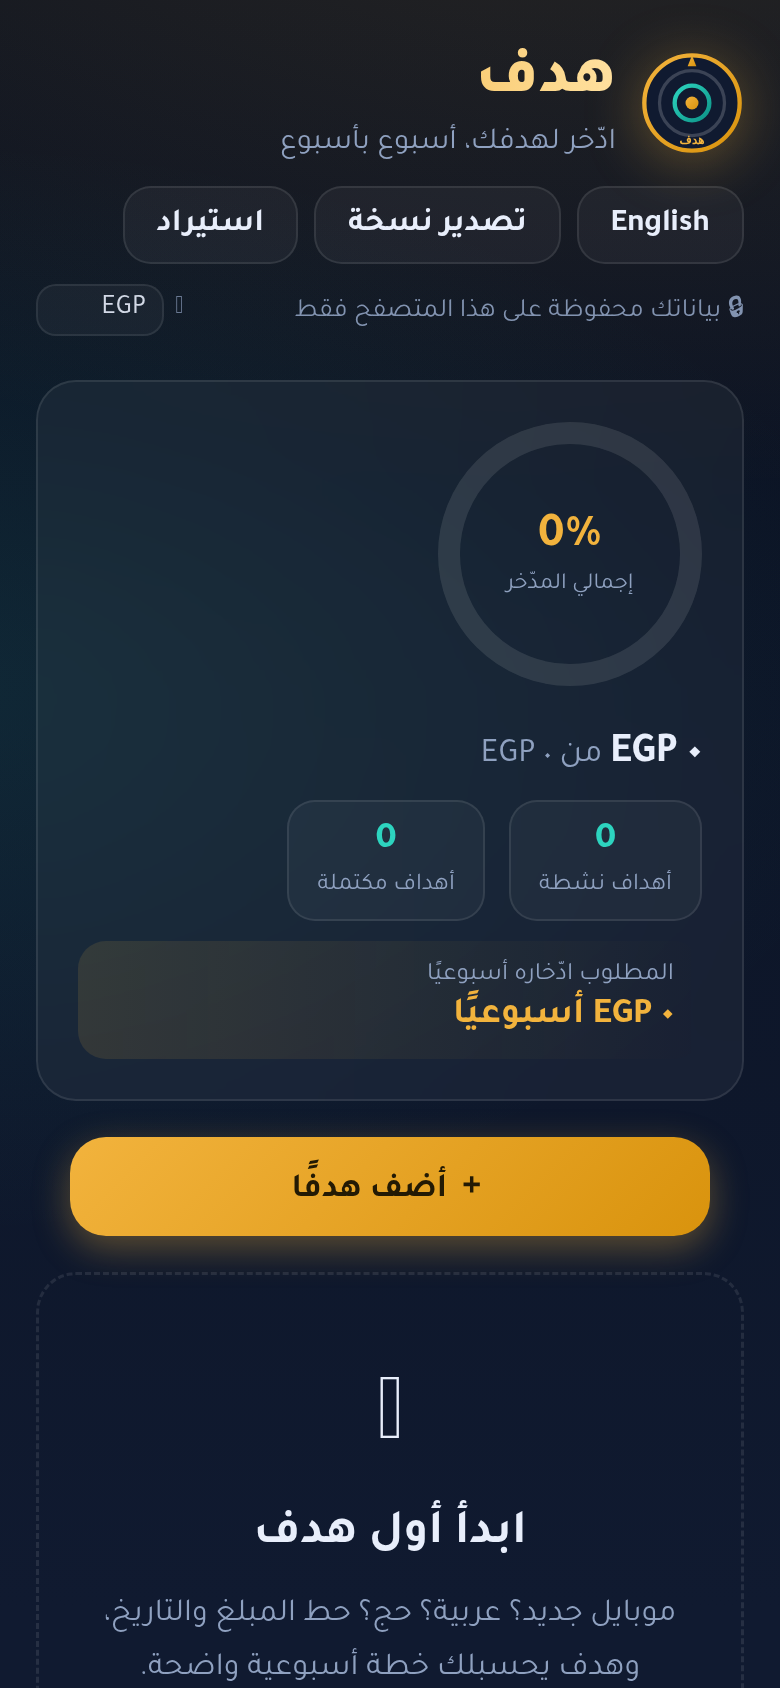 هدف
هدف
ادّخر لهدفك، أسبوع بأسبوع
English
تصدير نسخة
استيراد
🔒 بياناتك محفوظة على هذا المتصفح فقط
EGP
0%
إجمالي المدّخر
٠ EGP من ٠ EGP
0
أهداف نشطة
0
أهداف مكتملة
المطلوب ادّخاره أسبوعيًا
٠ EGP أسبوعيًّا
+ أضف هدفًا
ابدأ أول هدف
موبايل جديد؟ عربية؟ حج؟ حط المبلغ والتاريخ،
وهدف يحسبلك خطة أسبوعية واضحة.